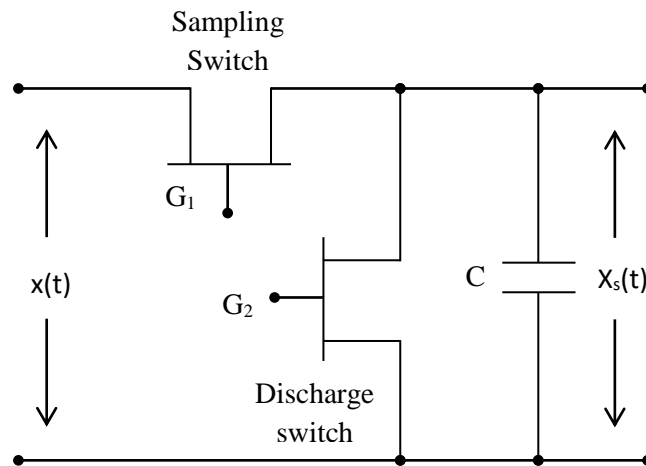 Sampling
Switch
G₁
x(t)
G₂
C
Xₛ(t)
Discharge
switch